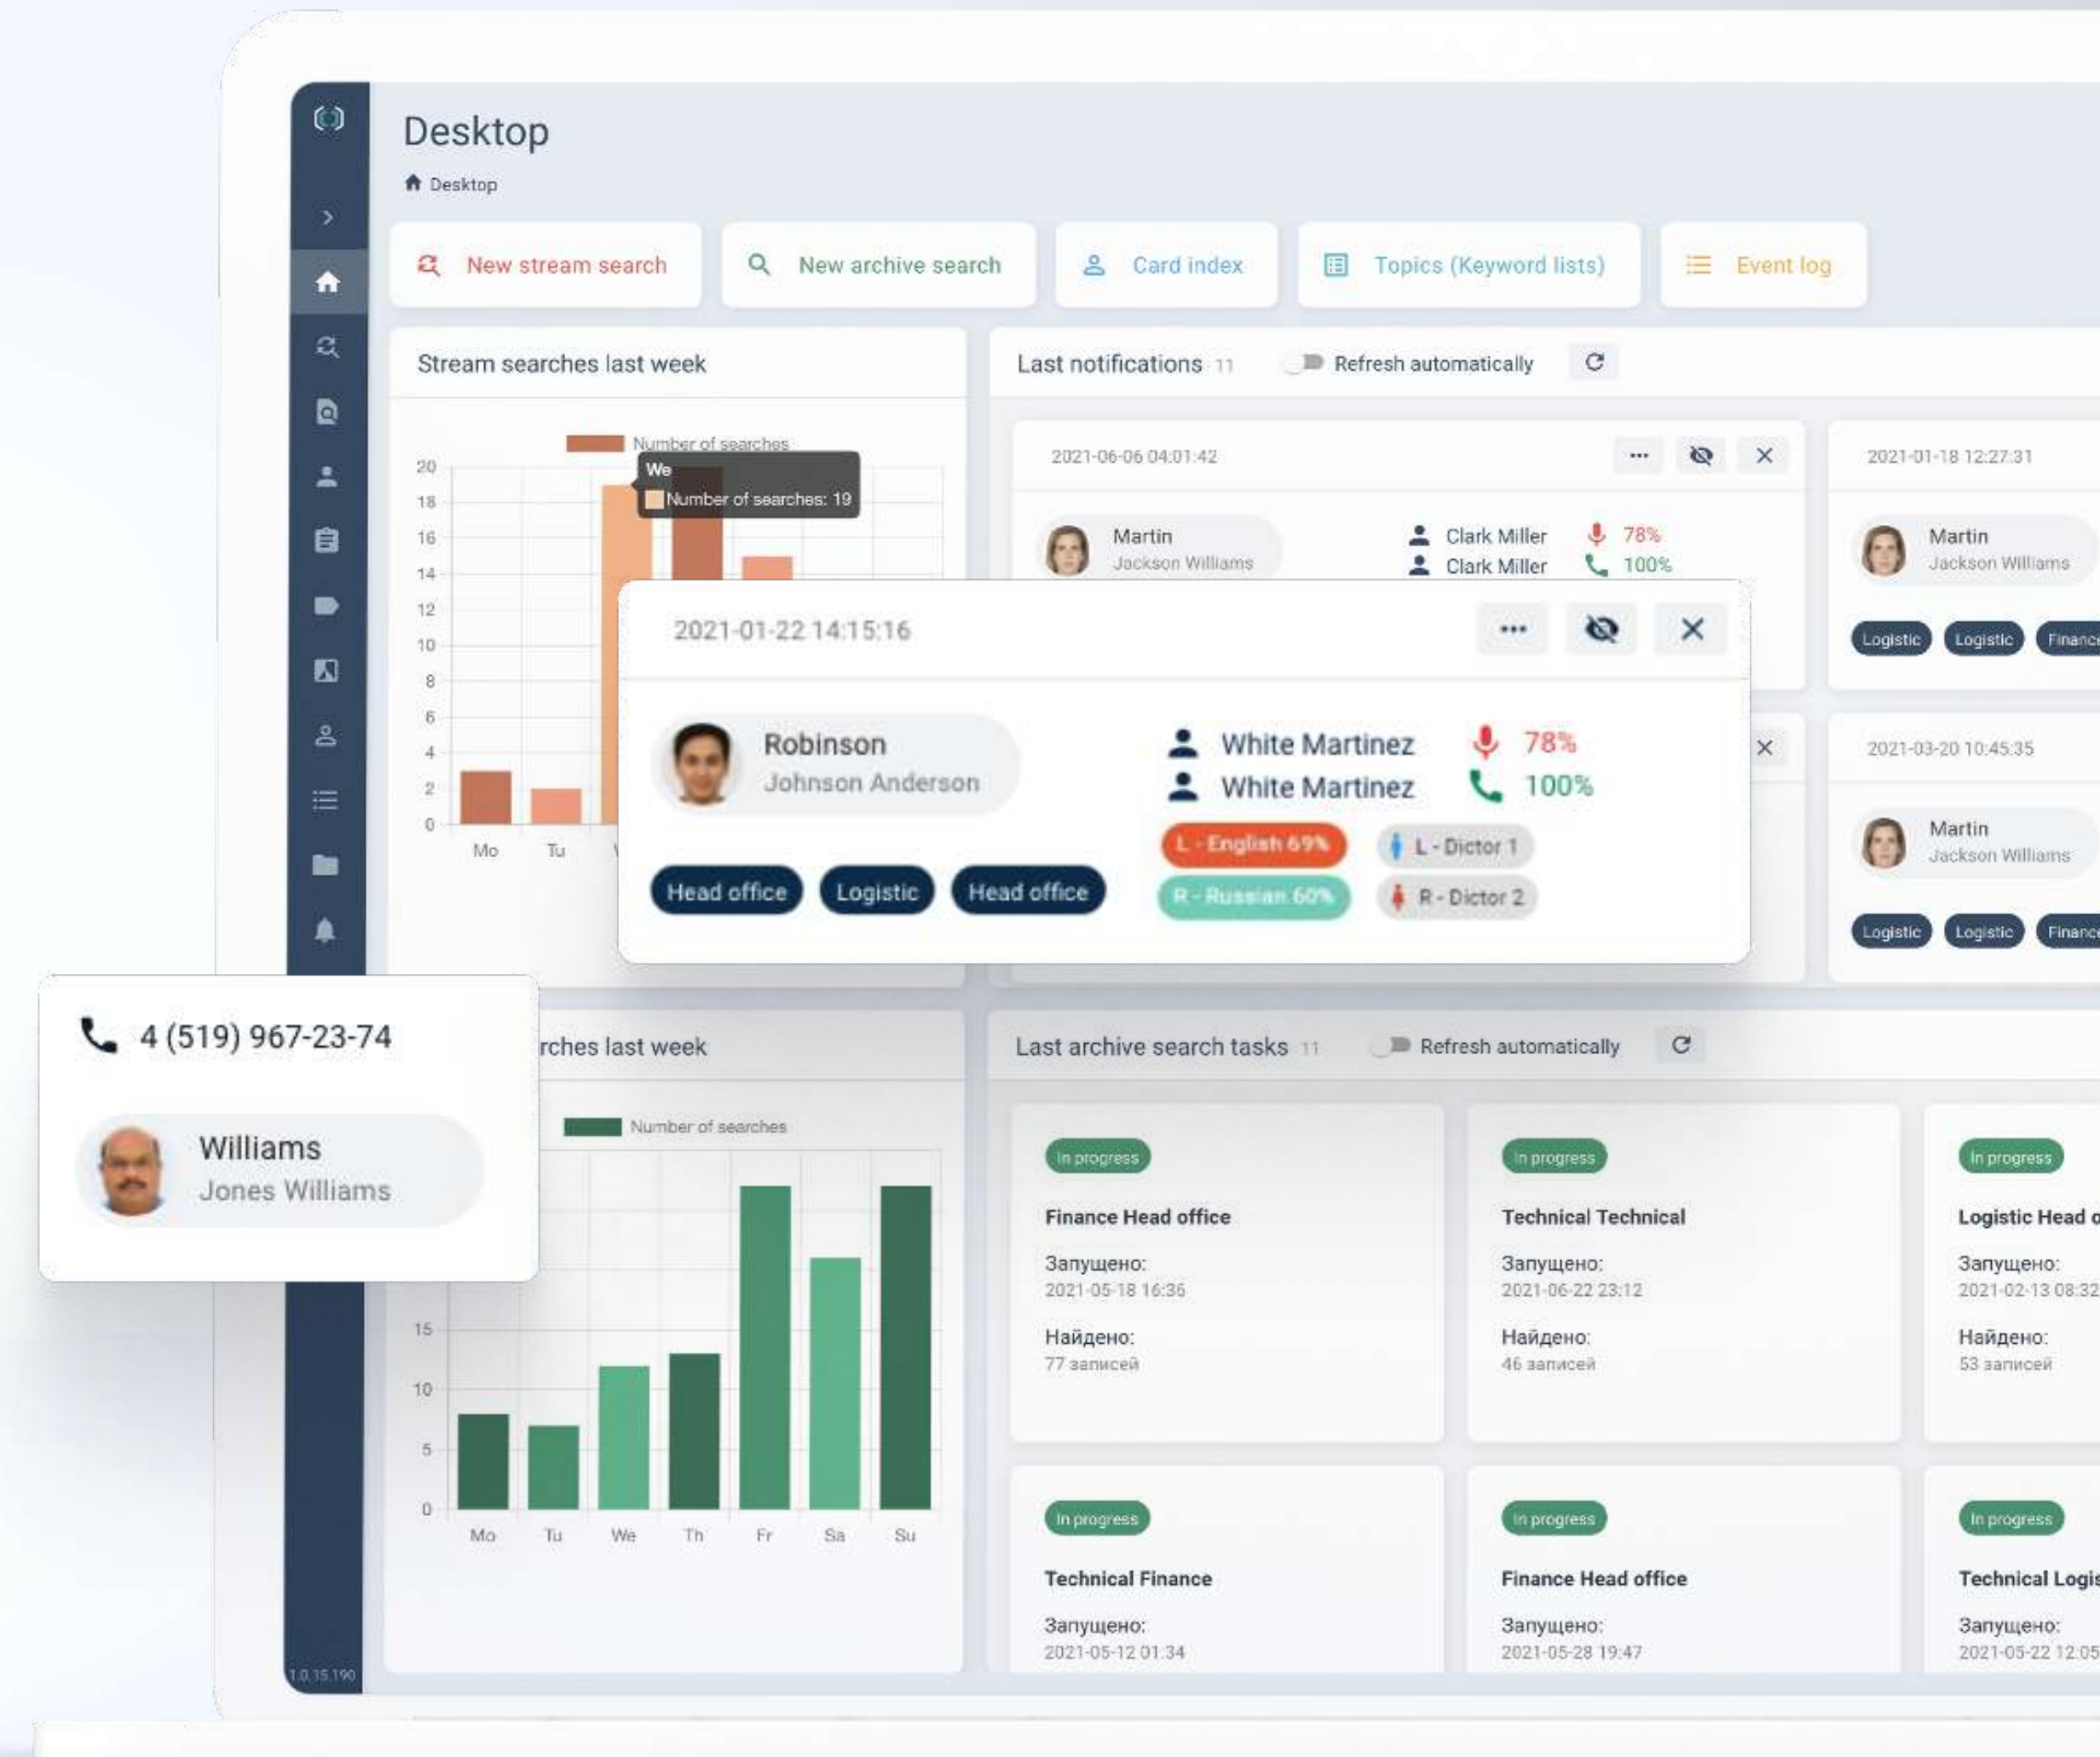 Desktop
Desktop
New stream search
New archive search
Card index
Topics (Keyword lists)
Event log
Stream searches last week
Number of searches
We
Number of searches: 19
20
18
16
14
12
10
8
6
4
2
0
Mo
Tu
Last notifications 11
Refresh automatically
2021-06-06 04:01:42
Martin
Jackson Williams
Clark Miller
78%
Clark Miller
100%
2021-01-18 12:27:31
Martin
Jackson Williams
Logistic
Logistic
Finance
2021-01-22 14:15:16
Robinson
Johnson Anderson
White Martinez
78%
White Martinez
100%
L - English 69%
L - Dictor 1
R - Russian 60%
R - Dictor 2
Head office
Logistic
Head office
2021-03-20 10:45:35
Martin
Jackson Williams
Logistic
Logistic
Finance
4 (519) 967-23-74
Williams
Jones Williams
rches last week
Number of searches
15
10
5
0
Mo
Tu
We
Th
Fr
Sa
Su
Last archive search tasks 11
Refresh automatically
In progress
Finance Head office
Запущено:
2021-05-18 16:36
Найдено:
77 записей
In progress
Technical Technical
Запущено:
2021-06-22 23:12
Найдено:
46 записей
In progress
Logistic Head o
Запущено:
2021-02-13 08:32
Найдено:
53 записей
In progress
Technical Finance
Запущено:
2021-05-12 01:34
In progress
Finance Head office
Запущено:
2021-05-28 19:47
In progress
Technical Logis
Запущено:
2021-05-22 12:05
1.0.15.190